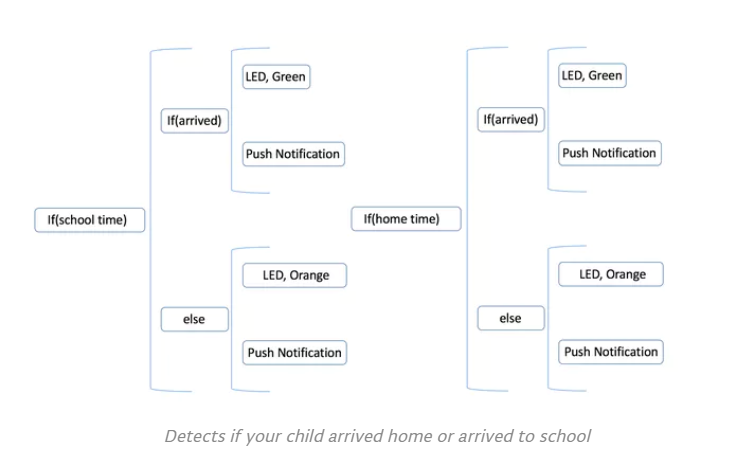 If(school time)
If(arrived)
LED, Green
Push Notification
else
LED, Orange
Push Notification
If(home time)
If(arrived)
LED, Green
Push Notification
else
LED, Orange
Push Notification
Detects if your child arrived home or arrived to school